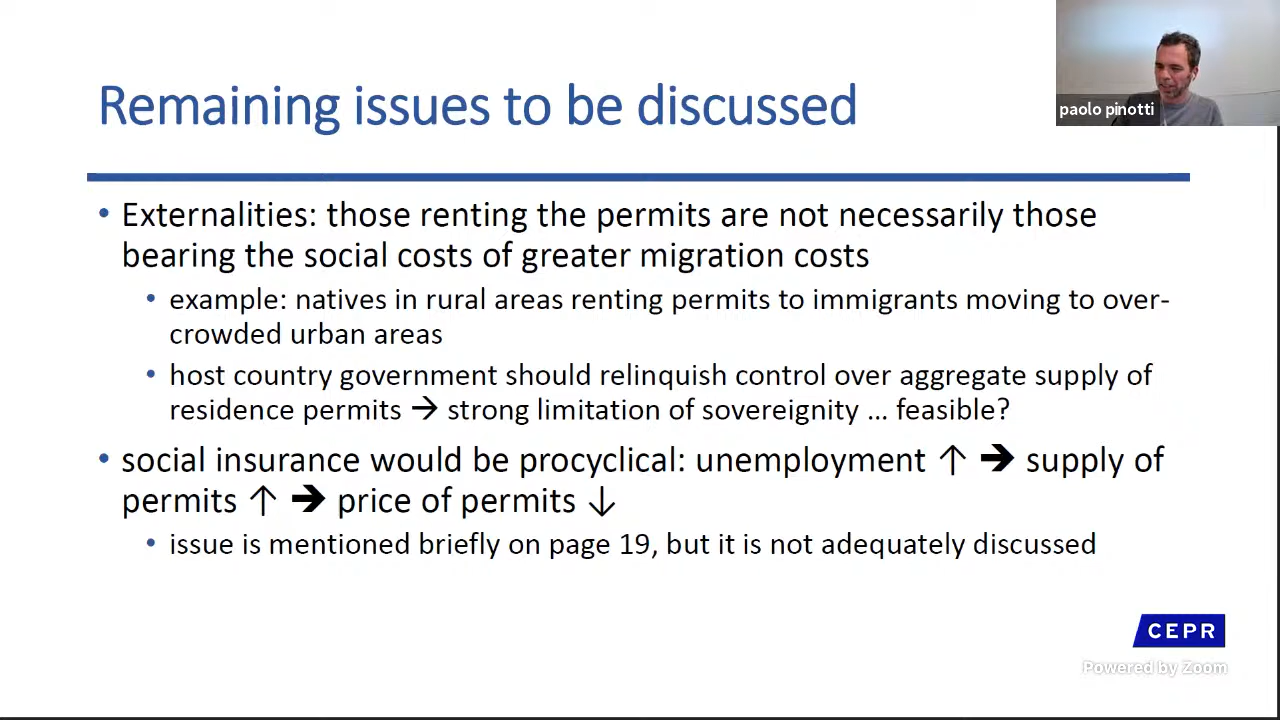 Remaining issues to be discussed
paolo pinotti
• Externalities: those renting the permits are not necessarily those
bearing the social costs of greater migration costs
• example: natives in rural areas renting permits to immigrants moving to over-
crowded urban areas
• host country government should relinquish control over aggregate supply of
residence permits → strong limitation of sovereignity ... feasible?
• social insurance would be procyclical: unemployment ↑ ➔ supply of
permits ↑ ➔ price of permits ↓
• issue is mentioned briefly on page 19, but it is not adequately discussed
CEPR
Powered by Zoom